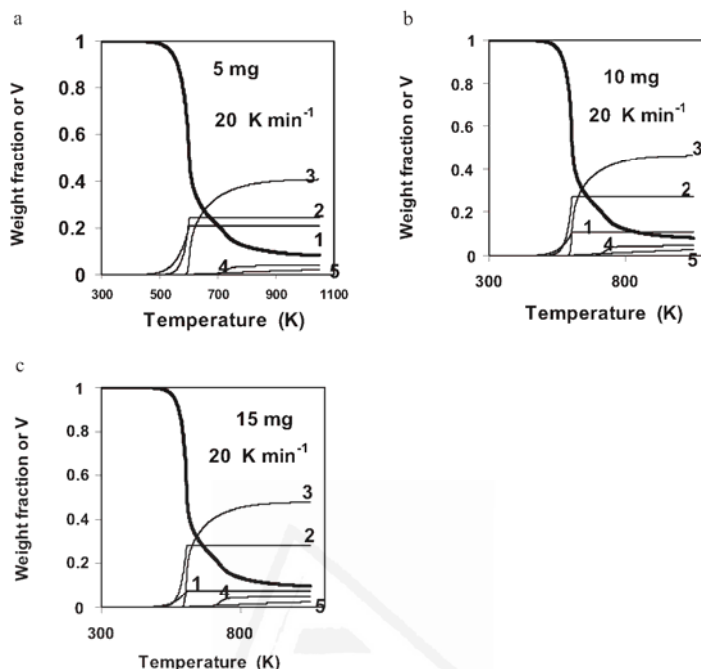 a
Weight fraction or V
1
0.8
0.6
0.4
0.2
0
5 mg
20 K min⁻¹
3
2
1
4
5
300 500 700 900 1100
Temperature (K)
b
Weight fraction or V
1
0.8
0.6
0.4
0.2
0
10 mg
20 K min⁻¹
3
2
1
4
5
300 800
Temperature (K)
c
Weight fraction or V
1
0.8
0.6
0.4
0.2
0
15 mg
20 K min⁻¹
3
2
1
4
5
300 800
Temperature (K)